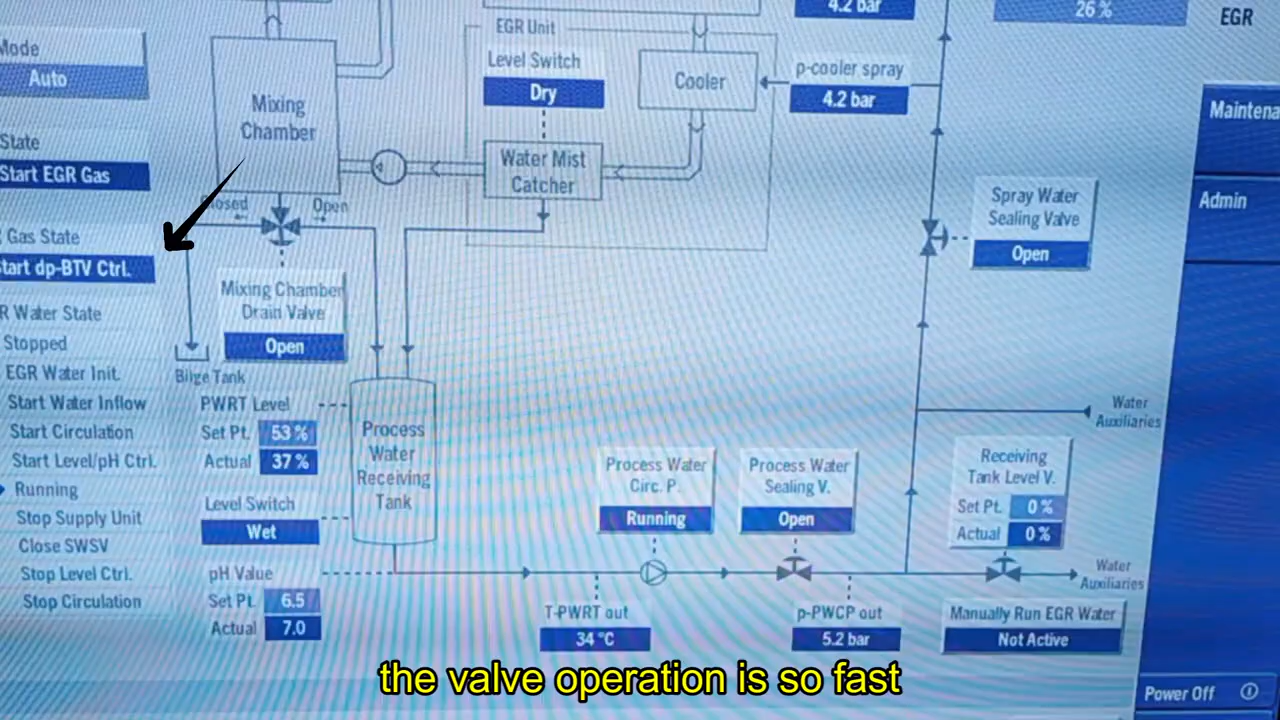 4.2 bar
26 %
EGR
Mode
Auto
State
Start EGR Gas
Gas State
tart dp-BTV Ctrl.
R Water State
Stopped
EGR Water Init.
Start Water Inflow
Start Circulation
Start Level/pH Ctrl.
Running
Stop Supply Unit
Close SWSV
Stop Level Ctrl.
Stop Circulation
Mixing
Chamber
EGR Unit
Level Switch
Dry
Cooler
p-cooler spray
4.2 bar
Water Mist
Catcher
Closed
Open
Mixing Chamber
Drain Valve
Open
Bilge Tank
PWRT Level
Set Pt. 53 %
Actual 37 %
Level Switch
Wet
pH Value
Set Pt. 6.5
Actual 7.0
Process
Water
Receiving
Tank
T-PWRT out
34 °C
Process Water
Circ. P.
Running
Process Water
Sealing V.
Open
p-PWCP out
5.2 bar
Spray Water
Sealing Valve
Open
Water
Auxiliaries
Receiving
Tank Level V.
Set Pt. 0 %
Actual 0 %
Water
Auxiliaries
Manually Run EGR Water
Not Active
Maintena
Admin
Power Off
the valve operation is so fast